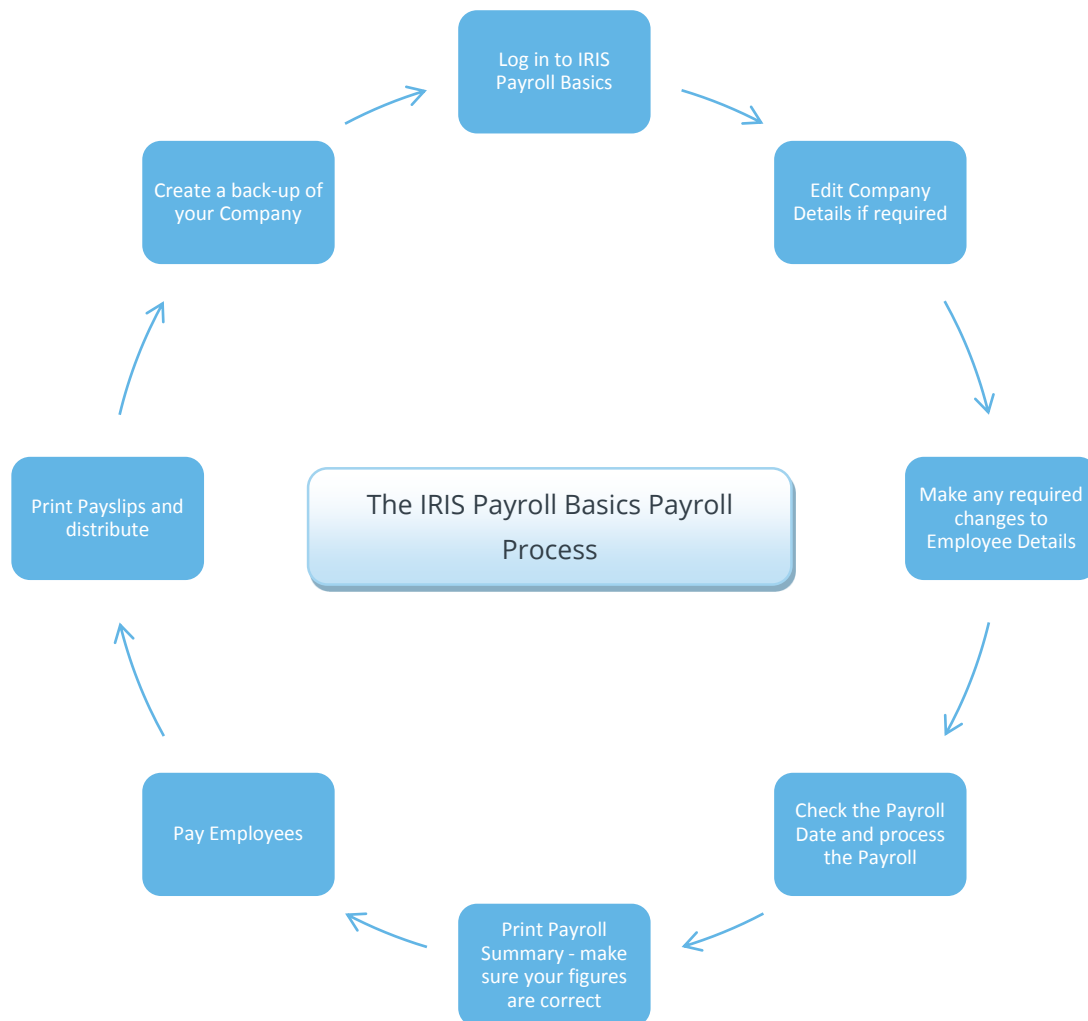 Log in to IRIS
Payroll Basics
Edit Company
Details if required
Make any required
changes to
Employee Details
Check the Payroll
Date and process
the Payroll
Print Payroll
Summary - make
sure your figures
are correct
Pay Employees
Print Payslips and
distribute
Create a back-up of
your Company
The IRIS Payroll Basics Payroll
Process